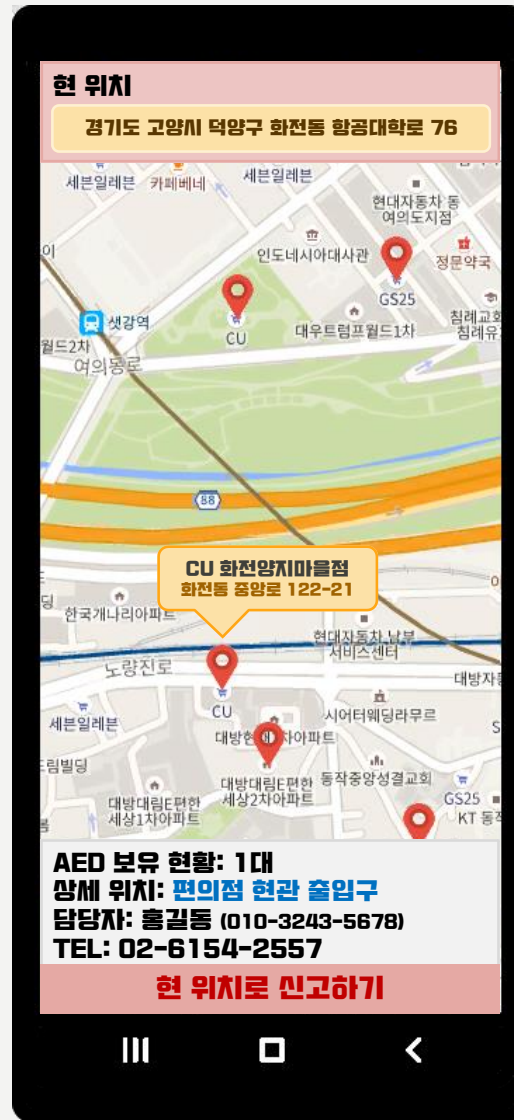 현 위치
경기도 고양시 덕양구 화전동 항공대학로 76
세븐일레븐
카페베네
세븐일레븐
현대자동차 동
여의도지점
인도네시아대사관
정문약국
GS25
샛강역
CU
대우트럼프월드1차
침례교회
침례유
월드2차
여의동로
88
CU 화전양지마을점
화전동 중앙로 122-21
딩
한국개나리아파트
현대자동차 남부
서비스센터
노량진로
대방자동
CU
세븐일레븐
시어터웨딩라무르
대방현대1차아파트
드림빌딩
대방대림E편한
세상2차아파트
동작중앙성결교회
대방대림E편한
세상1차아파트
GS25
KT 동작
AED 보유 현황: 1대
상세 위치: 편의점 현관 출입구
담당자: 홍길동 (010-3243-5678)
TEL: 02-6154-2557
현 위치로 신고하기